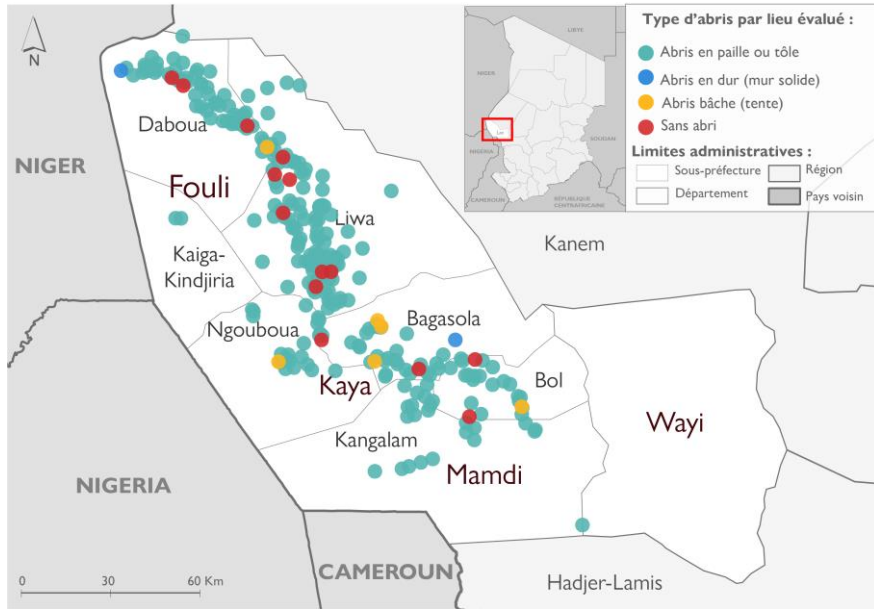 N
Type d'abris par lieu évalué :
Abris en paille ou tôle
Abris en dur (mur solide)
Abris bâche (tente)
Sans abri
Limites administratives :
Sous-préfecture
Région
Département
Pays voisin
LIBYE
NIGER
SOUDAN
NIGERIA
CAMEROUN
RÉPUBLIQUE
CENTRAFRICAINE
Lac
Daboua
NIGER
Fouli
Liwa
Kanem
Kaiga-
Kindjiria
Ngouboua
Bagasola
Kaya
Bol
Wayi
Kangalam
Mamdi
NIGERIA
CAMEROUN
Hadjer-Lamis
0 30 60 Km